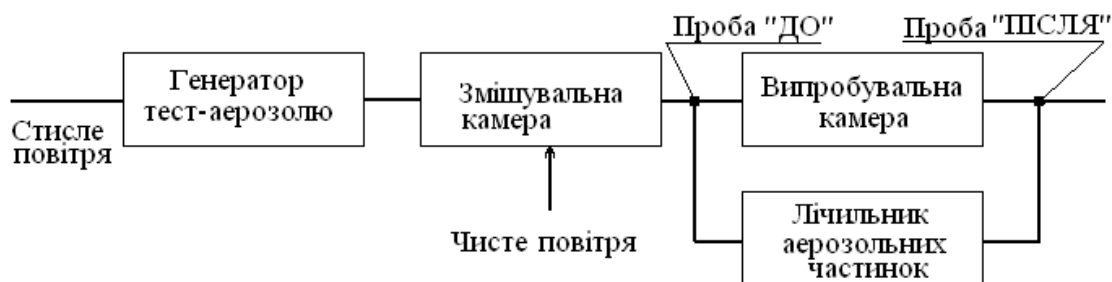 Проба "ДО"
Проба "ПІСЛЯ"
Генератор
тест-аерозолю
Змішувальна
камера
Випробувальна
камера
Стисле
повітря
Чисте повітря
Лічильник
аерозольних
частинок